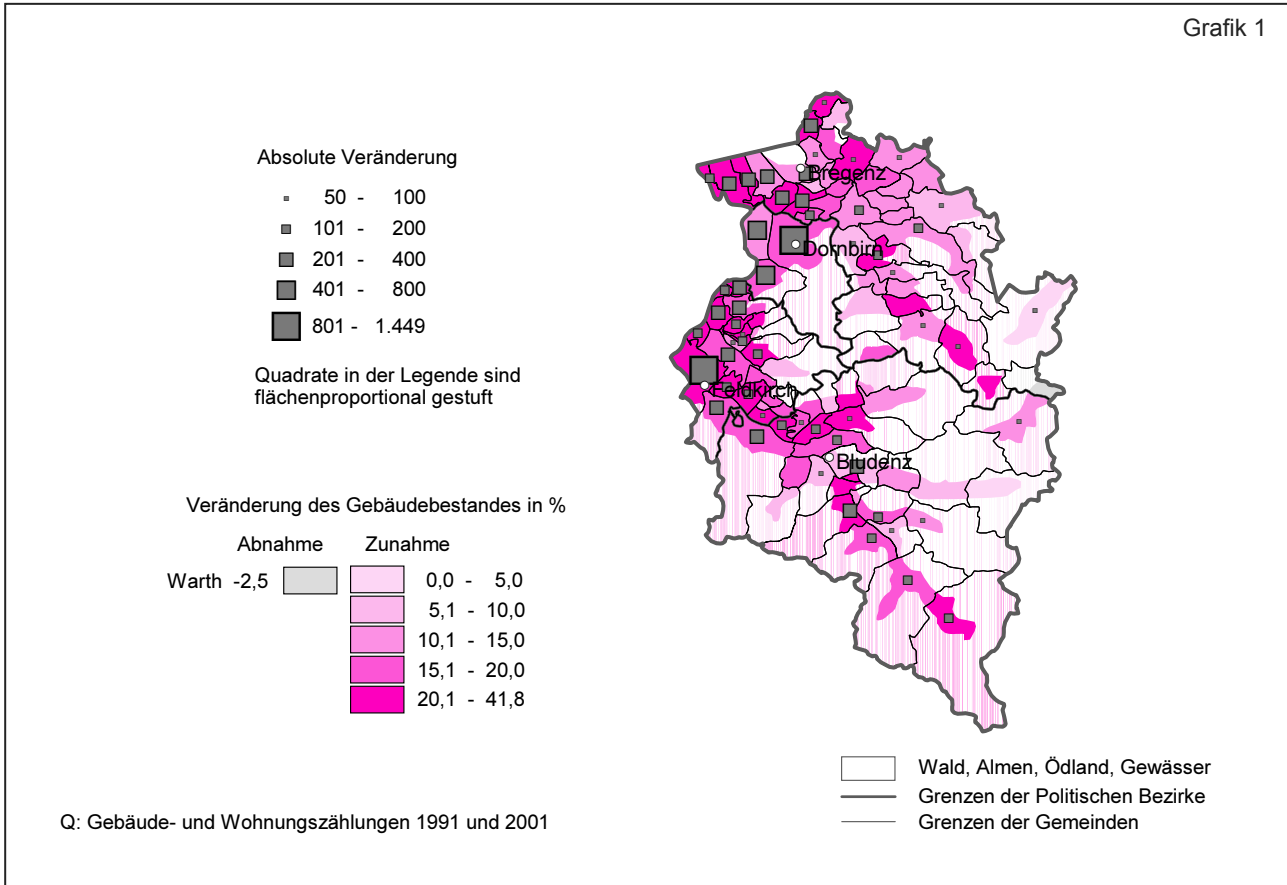 Grafik 1
Absolute Veränderung
50 - 100
101 - 200
201 - 400
401 - 800
801 - 1.449
Quadrate in der Legende sind
flächenproportional gestuft
Bregenz
Dornbirn
Feldkirch
Bludenz
Veränderung des Gebäudebestandes in %
Abnahme Zunahme
Warth -2,5
0,0 - 5,0
5,1 - 10,0
10,1 - 15,0
15,1 - 20,0
20,1 - 41,8
Wald, Almen, Ödland, Gewässer
Grenzen der Politischen Bezirke
Grenzen der Gemeinden
Q: Gebäude- und Wohnungszählungen 1991 und 2001